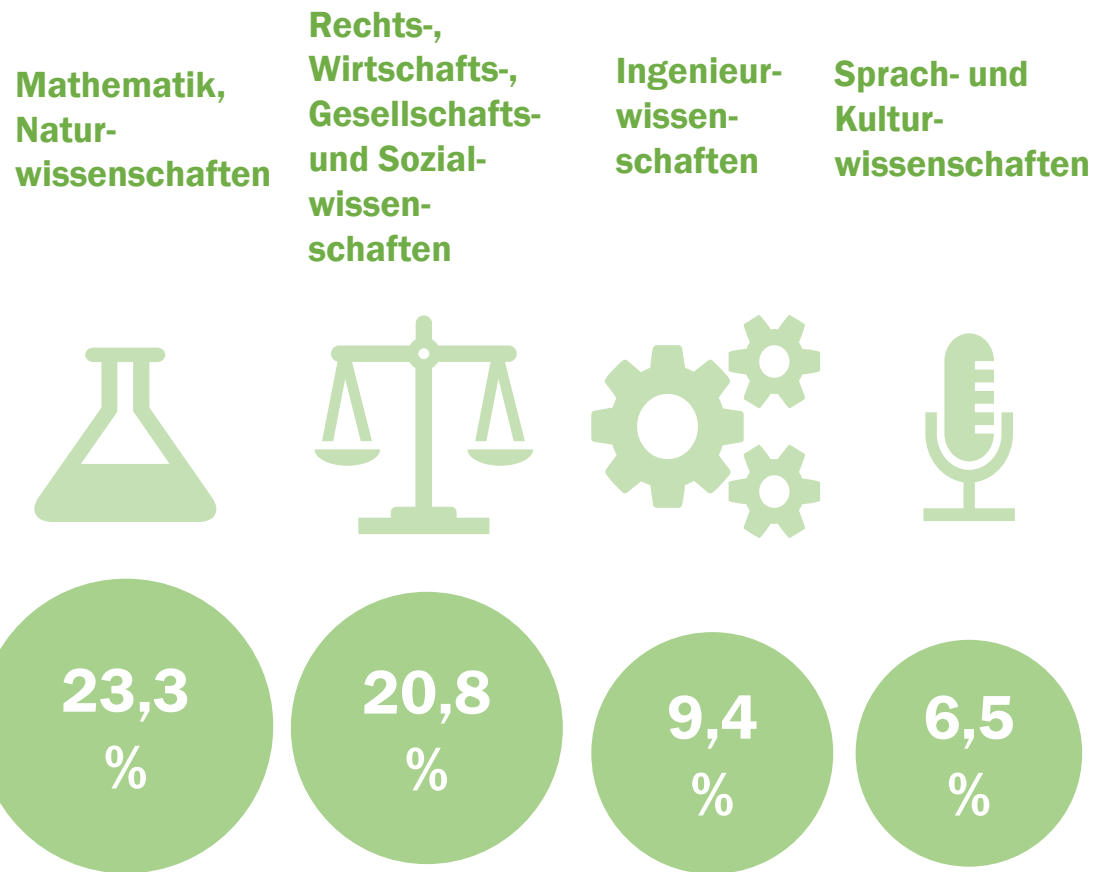 Mathematik,
Natur-
wissenschaften
Rechts-,
Wirtschafts-,
Gesellschafts-
und Sozial-
wissen-
schaften
Ingenieur-
wissen-
schaften
Sprach- und
Kultur-
wissenschaften
23,3
%
20,8
%
9,4
%
6,5
%